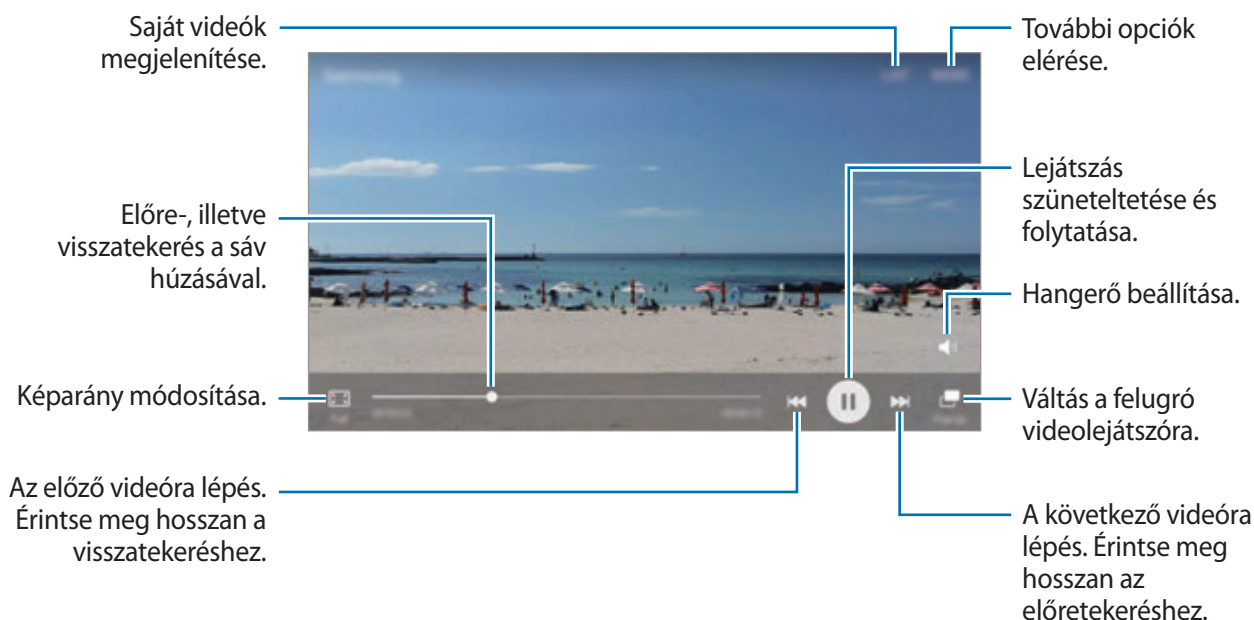 Saját videók
megjelenítése.
További opciók
elérése.
Előre-, illetve
visszatekerés a sáv
húzásával.
Lejátszás
szüneteltetése és
folytatása.
Hangerő beállítása.
Képarány módosítása.
Váltás a felugró
videolejátszóra.
Az előző videóra lépés.
Érintse meg hosszan a
visszatekeréshez.
A következő videóra
lépés. Érintse meg
hosszan az
előretekeréshez.